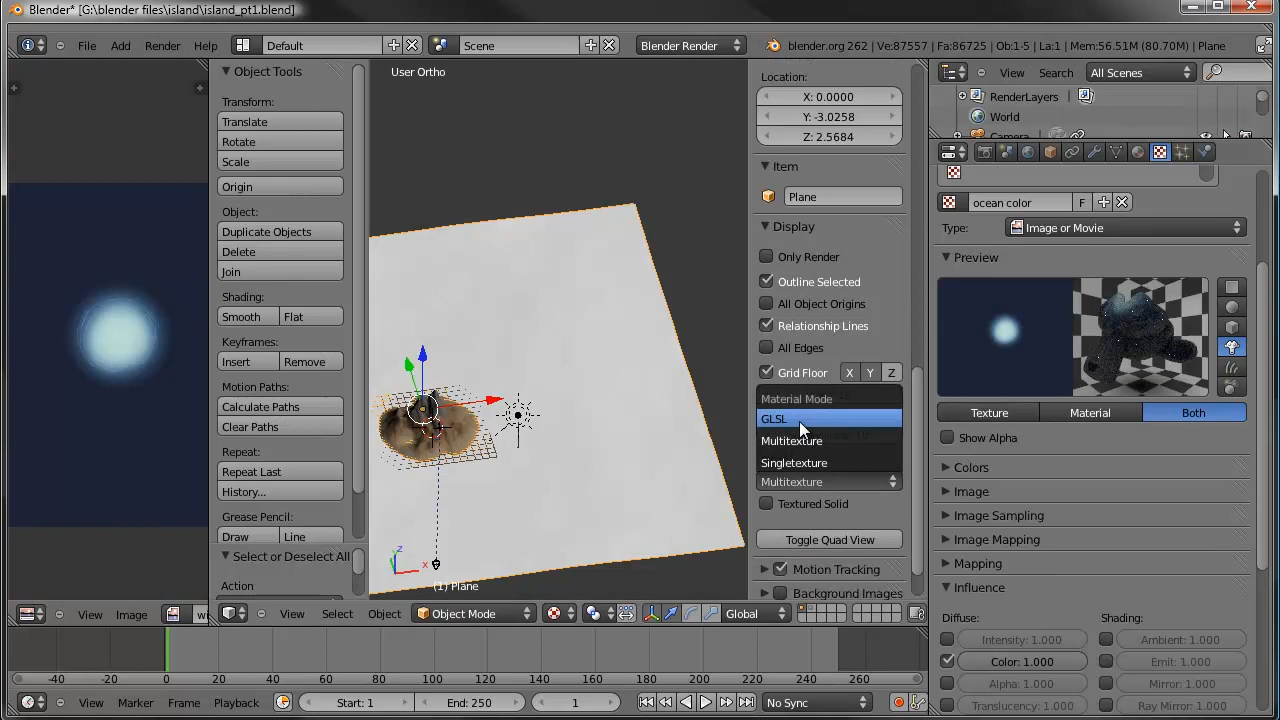 Blender* [G:\blender files\island\island_pt1.blend]
File Add Render Help Default Scene Blender Render blender.org 262 | Ve:87557 | Fa:86725 | Ob:1-5 | La:1 | Mem:56.51M (80.70M) | Plane
Object Tools
Transform:
Translate
Rotate
Scale
Origin
Object:
Duplicate Objects
Delete
Join
Shading:
Smooth Flat
Keyframes:
Insert Remove
Motion Paths:
Calculate Paths
Clear Paths
Repeat:
Repeat Last
History...
Grease Pencil:
Draw Line
Select or Deselect All
Action
User Ortho
z
x
(1) Plane
Location:
X: 0.0000
Y: -3.0258
Z: 2.5684
Item
Plane
Display
Only Render
Outline Selected
All Object Origins
Relationship Lines
All Edges
Grid Floor X Y Z
Material Mode
GLSL
Multitexture
Singletexture
Multitexture
Textured Solid
Toggle Quad View
Motion Tracking
Background Images
View Search All Scenes
RenderLayers
World
Camera
ocean color F
Type: Image or Movie
Preview
Texture Material Both
Show Alpha
Colors
Image
Image Sampling
Image Mapping
Mapping
Influence
Diffuse: Shading:
Intensity: 1.000 Ambient: 1.000
Color: 1.000 Emit: 1.000
Alpha: 1.000 Mirror: 1.000
Translucency: 1.000 Ray Mirror: 1.000
View Image wi
View Select Object Object Mode Global
-40 -20 0 20 40 60 80 100 120 140 160 180 200 220 240 260
View Marker Frame Playback Start: 1 End: 250 1 No Sync